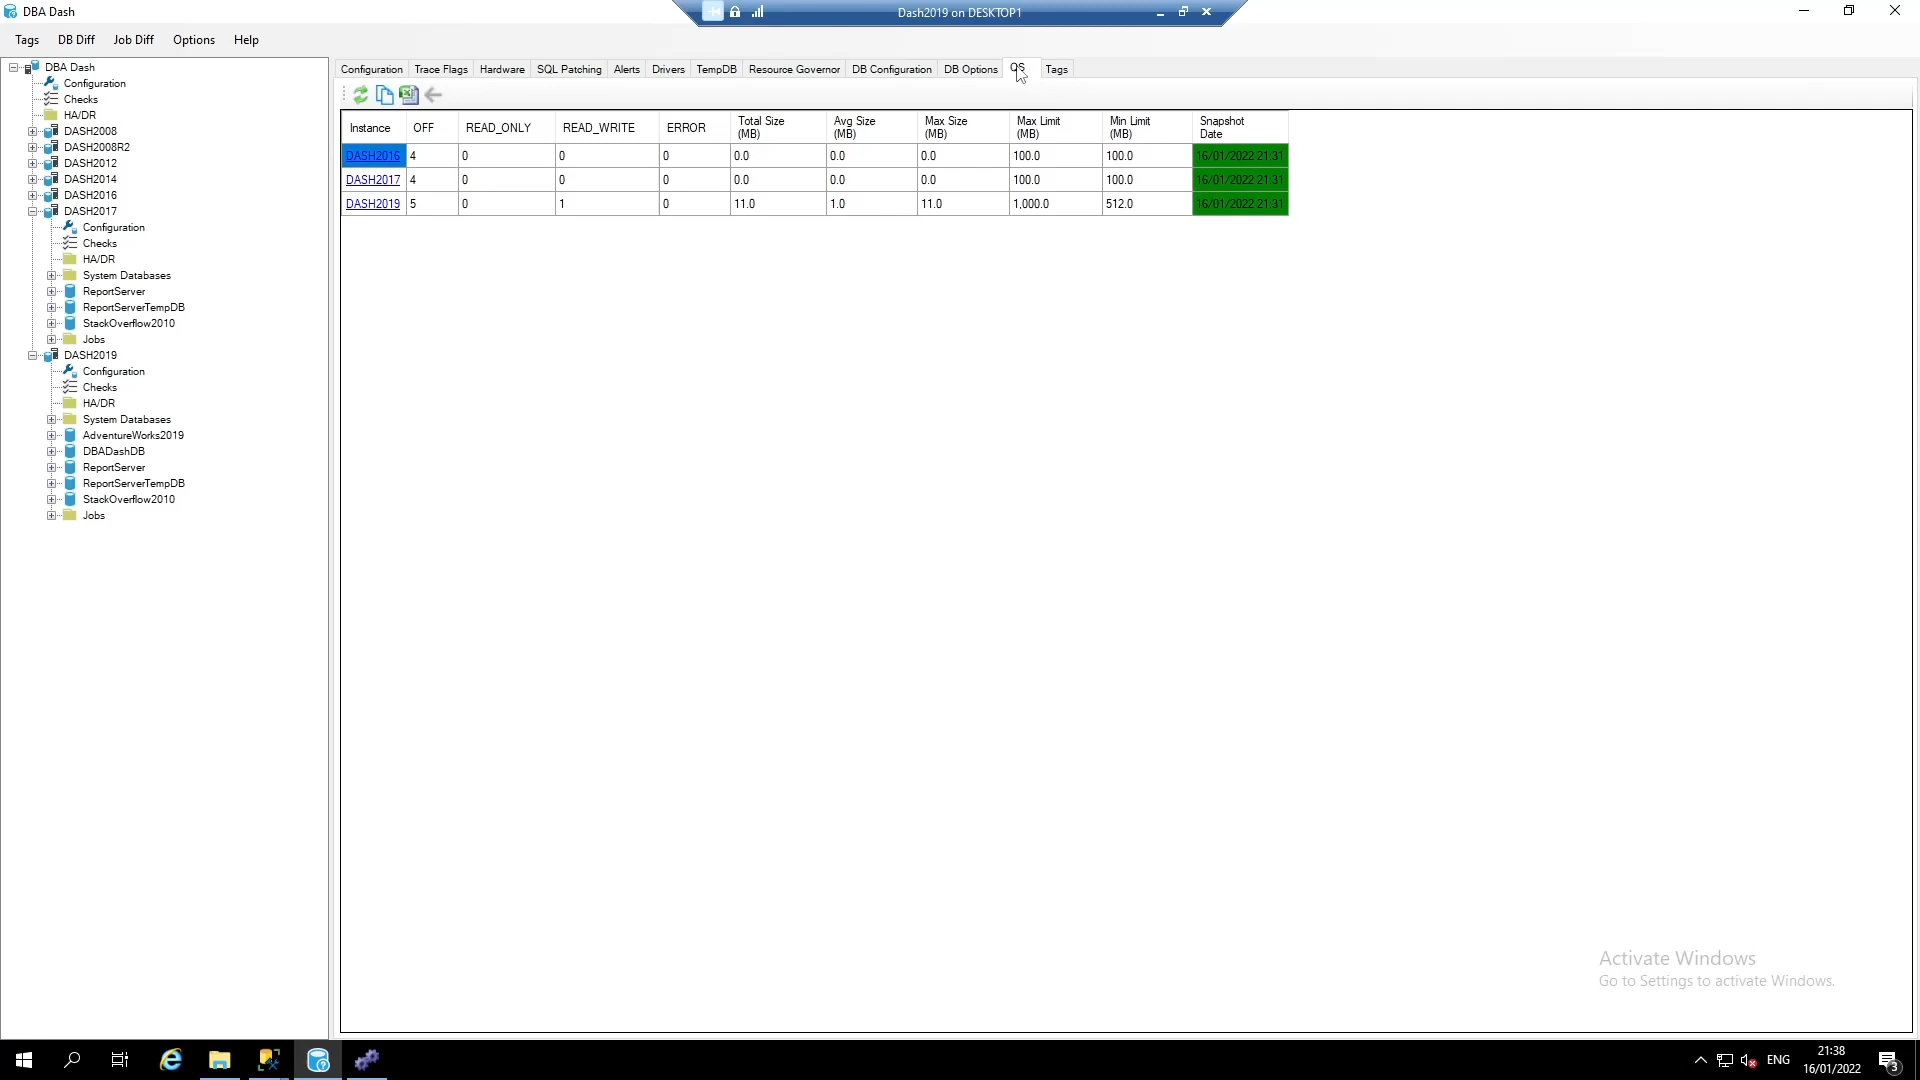 DBA Dash
Dash2019 on DESKTOP1
Tags DB Diff Job Diff Options Help
DBA Dash
Configuration
Checks
HA/DR
DASH2008
DASH2008R2
DASH2012
DASH2014
DASH2016
DASH2017
Configuration
Checks
HA/DR
System Databases
ReportServer
ReportServerTempDB
StackOverflow2010
Jobs
DASH2019
Configuration
Checks
HA/DR
System Databases
AdventureWorks2019
DBADashDB
ReportServer
ReportServerTempDB
StackOverflow2010
Jobs
Configuration Trace Flags Hardware SQL Patching Alerts Drivers TempDB Resource Governor DB Configuration DB Options QS Tags
Instance OFF READ_ONLY READ_WRITE ERROR Total Size (MB) Avg Size (MB) Max Size (MB) Max Limit (MB) Min Limit (MB) Snapshot Date
DASH2016 4 0 0 0 0.0 0.0 0.0 100.0 100.0 16/01/2022 21:31
DASH2017 4 0 0 0 0.0 0.0 0.0 100.0 100.0 16/01/2022 21:31
DASH2019 5 0 1 0 11.0 1.0 11.0 1,000.0 512.0 16/01/2022 21:31
Activate Windows
Go to Settings to activate Windows.
ENG
21:38
16/01/2022
3